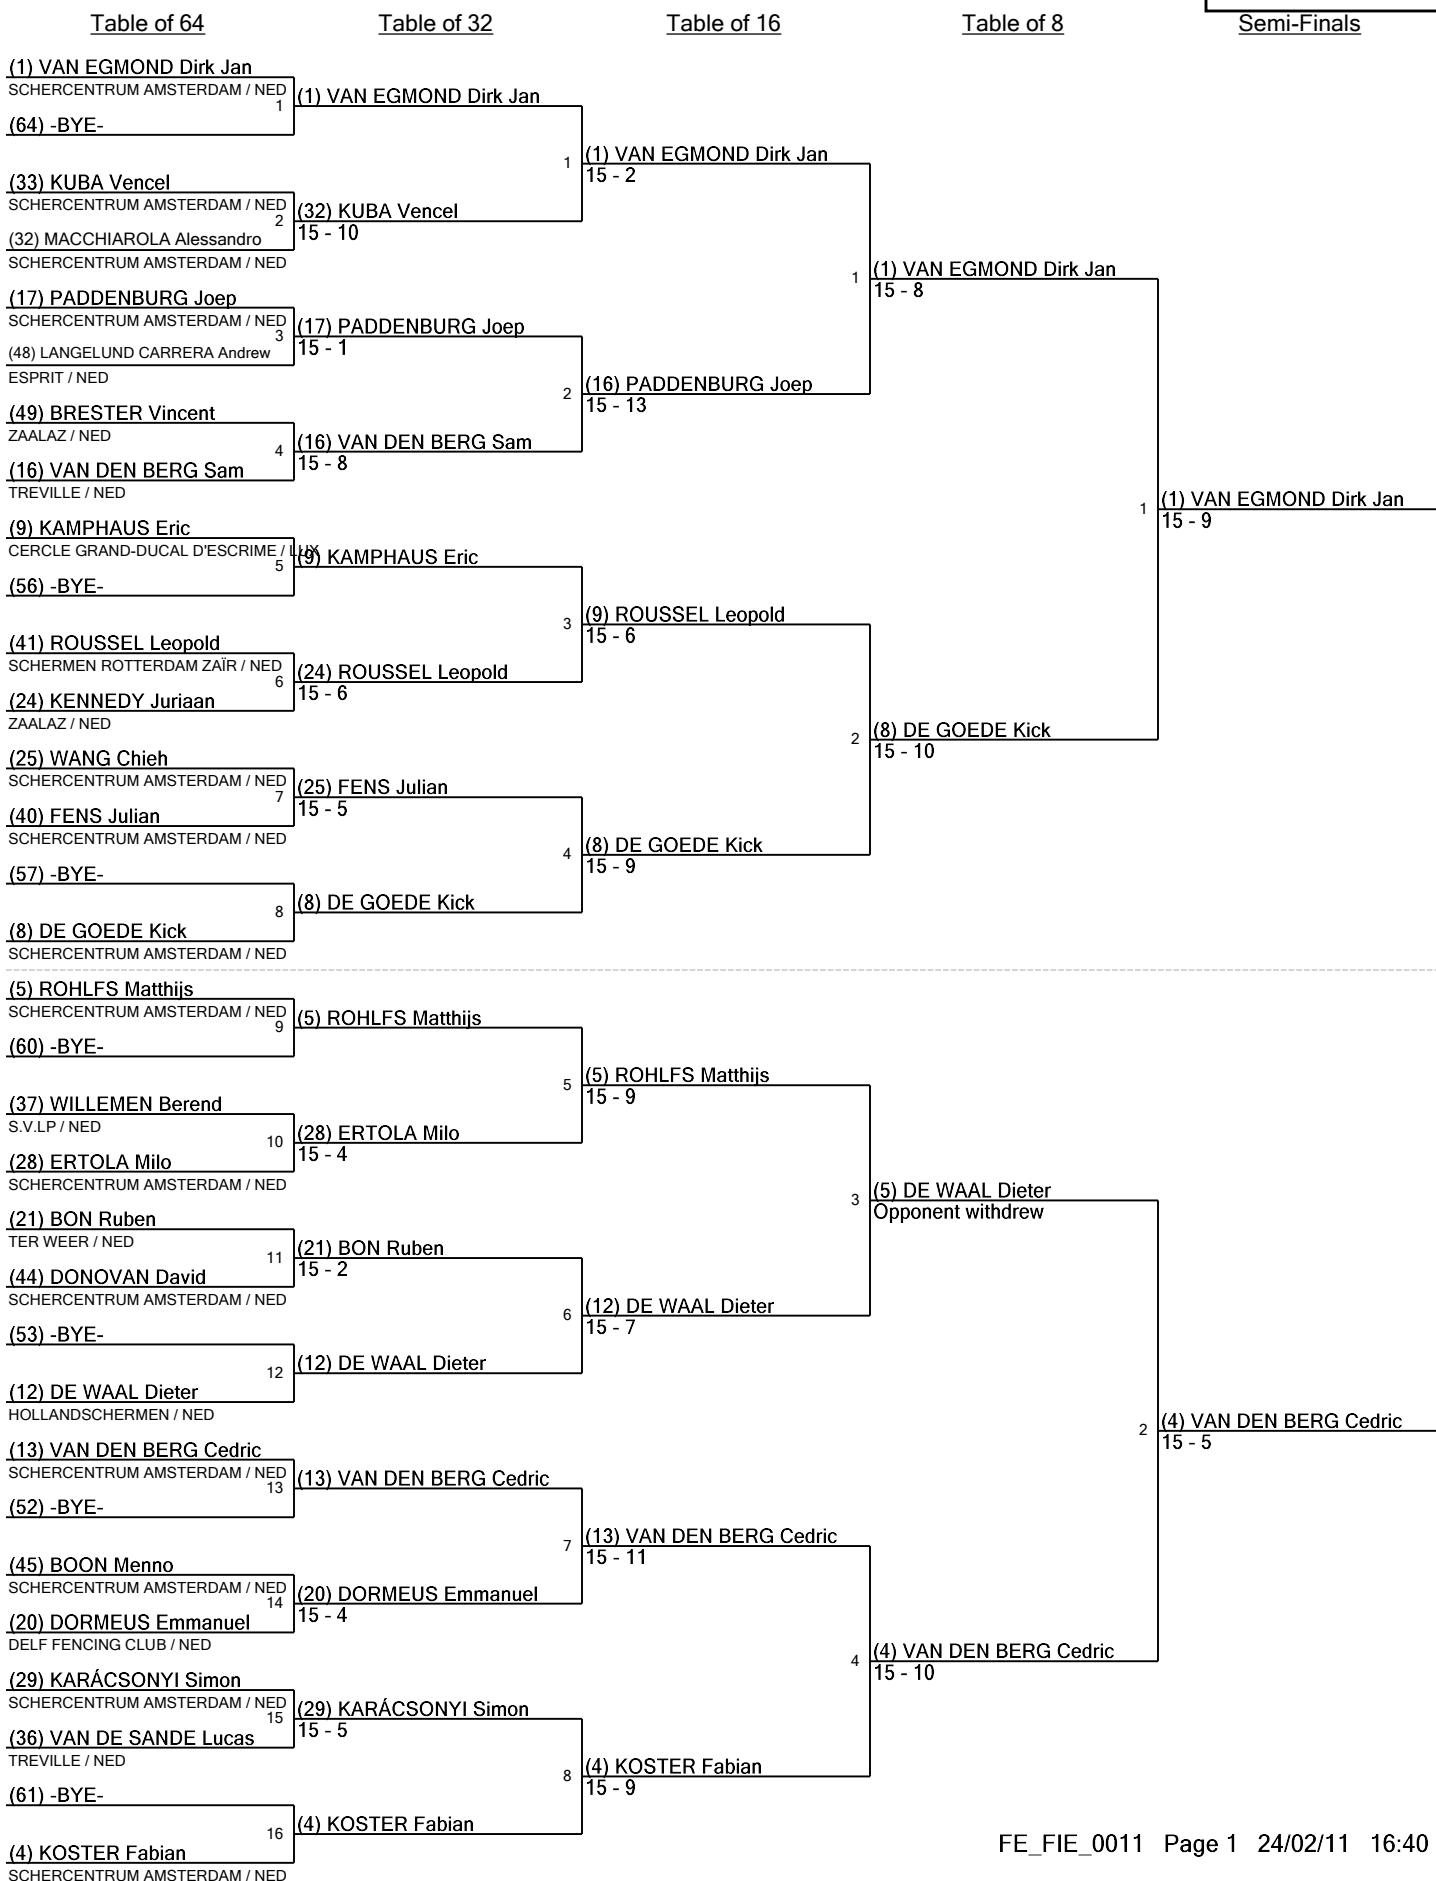 Table of 64
Table of 32
Table of 16
Table of 8
Semi-Finals
(1) VAN EGMOND Dirk Jan
SCHERCENTRUM AMSTERDAM / NED
1
(64) -BYE-
(33) KUBA Vencel
SCHERCENTRUM AMSTERDAM / NED
2
(32) MACCHIAROLA Alessandro
SCHERCENTRUM AMSTERDAM / NED
(17) PADDENBURG Joep
SCHERCENTRUM AMSTERDAM / NED
3
(48) LANGELUND CARRERA Andrew
ESPRIT / NED
(49) BRESTER Vincent
ZAALAZ / NED
4
(16) VAN DEN BERG Sam
TREVILLE / NED
(9) KAMPHAUS Eric
CERCLE GRAND-DUCAL D'ESCRIME / LUX
5
(56) -BYE-
(41) ROUSSEL Leopold
SCHERMEN ROTTERDAM ZAÏR / NED
6
(24) KENNEDY Juriaan
ZAALAZ / NED
(25) WANG Chieh
SCHERCENTRUM AMSTERDAM / NED
7
(40) FENS Julian
SCHERCENTRUM AMSTERDAM / NED
(57) -BYE-
8
(8) DE GOEDE Kick
SCHERCENTRUM AMSTERDAM / NED
(5) ROHLFS Matthijs
SCHERCENTRUM AMSTERDAM / NED
9
(60) -BYE-
(37) WILLEMEN Berend
S.V.LP / NED
10
(28) ERTOLA Milo
SCHERCENTRUM AMSTERDAM / NED
(21) BON Ruben
TER WEER / NED
11
(44) DONOVAN David
SCHERCENTRUM AMSTERDAM / NED
(53) -BYE-
12
(12) DE WAAL Dieter
HOLLANDSCHERMEN / NED
(13) VAN DEN BERG Cedric
SCHERCENTRUM AMSTERDAM / NED
13
(52) -BYE-
(45) BOON Menno
SCHERCENTRUM AMSTERDAM / NED
14
(20) DORMEUS Emmanuel
DELF FENCING CLUB / NED
(29) KARÁCSONYI Simon
SCHERCENTRUM AMSTERDAM / NED
15
(36) VAN DE SANDE Lucas
TREVILLE / NED
(61) -BYE-
16
(4) KOSTER Fabian
SCHERCENTRUM AMSTERDAM / NED
(1) VAN EGMOND Dirk Jan
1
(32) KUBA Vencel
15 - 10
(17) PADDENBURG Joep
15 - 1
2
(16) VAN DEN BERG Sam
15 - 8
(9) KAMPHAUS Eric
3
(24) ROUSSEL Leopold
15 - 6
(25) FENS Julian
15 - 5
4
(8) DE GOEDE Kick
(5) ROHLFS Matthijs
5
(28) ERTOLA Milo
15 - 4
(21) BON Ruben
15 - 2
6
(12) DE WAAL Dieter
(13) VAN DEN BERG Cedric
7
(20) DORMEUS Emmanuel
15 - 4
(29) KARÁCSONYI Simon
15 - 5
8
(4) KOSTER Fabian
(1) VAN EGMOND Dirk Jan
15 - 2
1
(16) PADDENBURG Joep
15 - 13
(9) ROUSSEL Leopold
15 - 6
2
(8) DE GOEDE Kick
15 - 9
(5) ROHLFS Matthijs
15 - 9
3
(12) DE WAAL Dieter
15 - 7
(13) VAN DEN BERG Cedric
15 - 11
4
(4) KOSTER Fabian
15 - 9
(1) VAN EGMOND Dirk Jan
15 - 8
1
(8) DE GOEDE Kick
15 - 10
(5) DE WAAL Dieter
Opponent withdrew
2
(4) VAN DEN BERG Cedric
15 - 10
(1) VAN EGMOND Dirk Jan
15 - 9
(4) VAN DEN BERG Cedric
15 - 5
FE_FIE_0011 Page 1 24/02/11 16:40